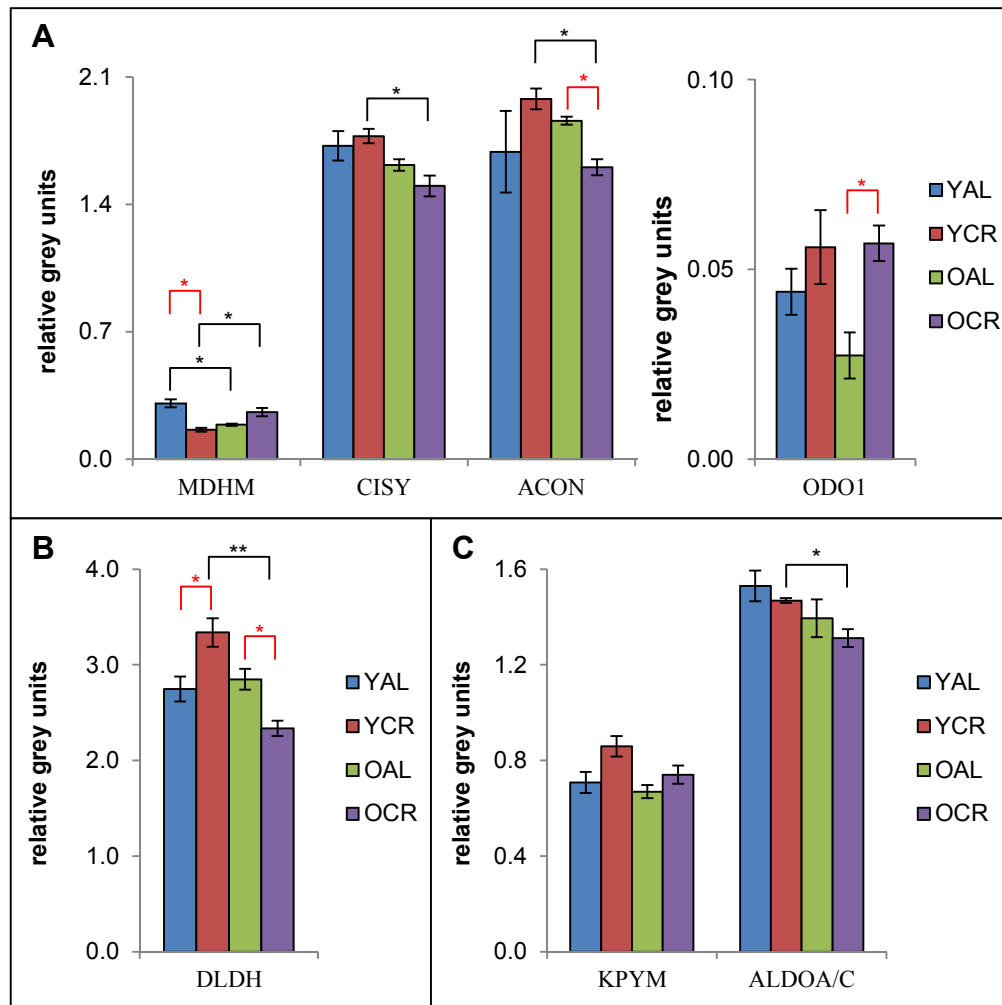 A
relative grey units
2.1
1.4
0.7
0.0
*
*
*
*
*
*
MDHM
CISY
ACON
relative grey units
0.10
0.05
0.00
*
ODO1
YAL
YCR
OAL
OCR
B
relative grey units
4.0
3.0
2.0
1.0
0.0
*
**
*
DLDH
YAL
YCR
OAL
OCR
C
relative grey units
1.6
1.2
0.8
0.4
0.0
*
KPYM
ALDOA/C
YAL
YCR
OAL
OCR